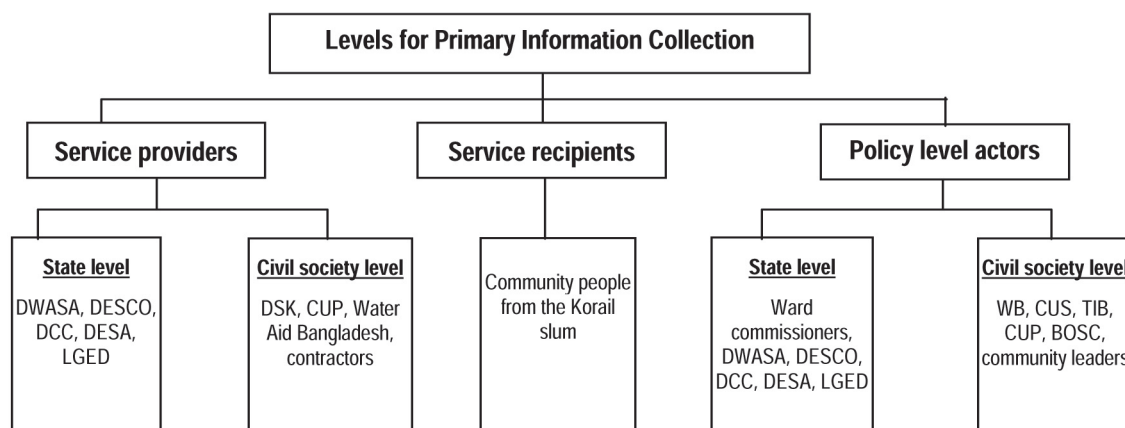 Levels for Primary Information Collection
Service providers
Service recipients
Policy level actors
State level
DWASA, DESCO,
DCC, DESA,
LGED
Civil society level
DSK, CUP, Water
Aid Bangladesh,
contractors
Community people
from the Korail
slum
State level
Ward
commissioners,
DWASA, DESCO,
DCC, DESA, LGED
Civil society level
WB, CUS, TIB,
CUP, BOSC,
community leaders